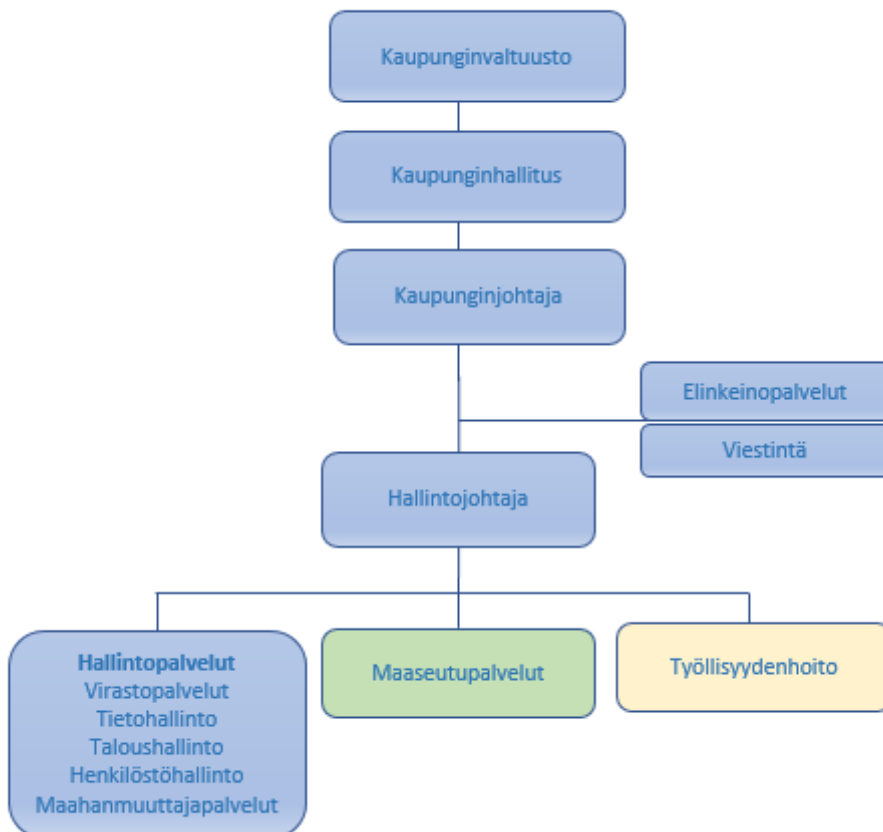 Kaupunginvaltuusto
Kaupunginhallitus
Kaupunginjohtaja
Elinkeinopalvelut
Viestintä
Hallintojohtaja
Hallintopalvelut
Virastopalvelut
Tietohallinto
Taloushallinto
Henkilöstöhallinto
Maahanmuuttajapalvelut
Maaseutupalvelut
Työllisyydenhoito